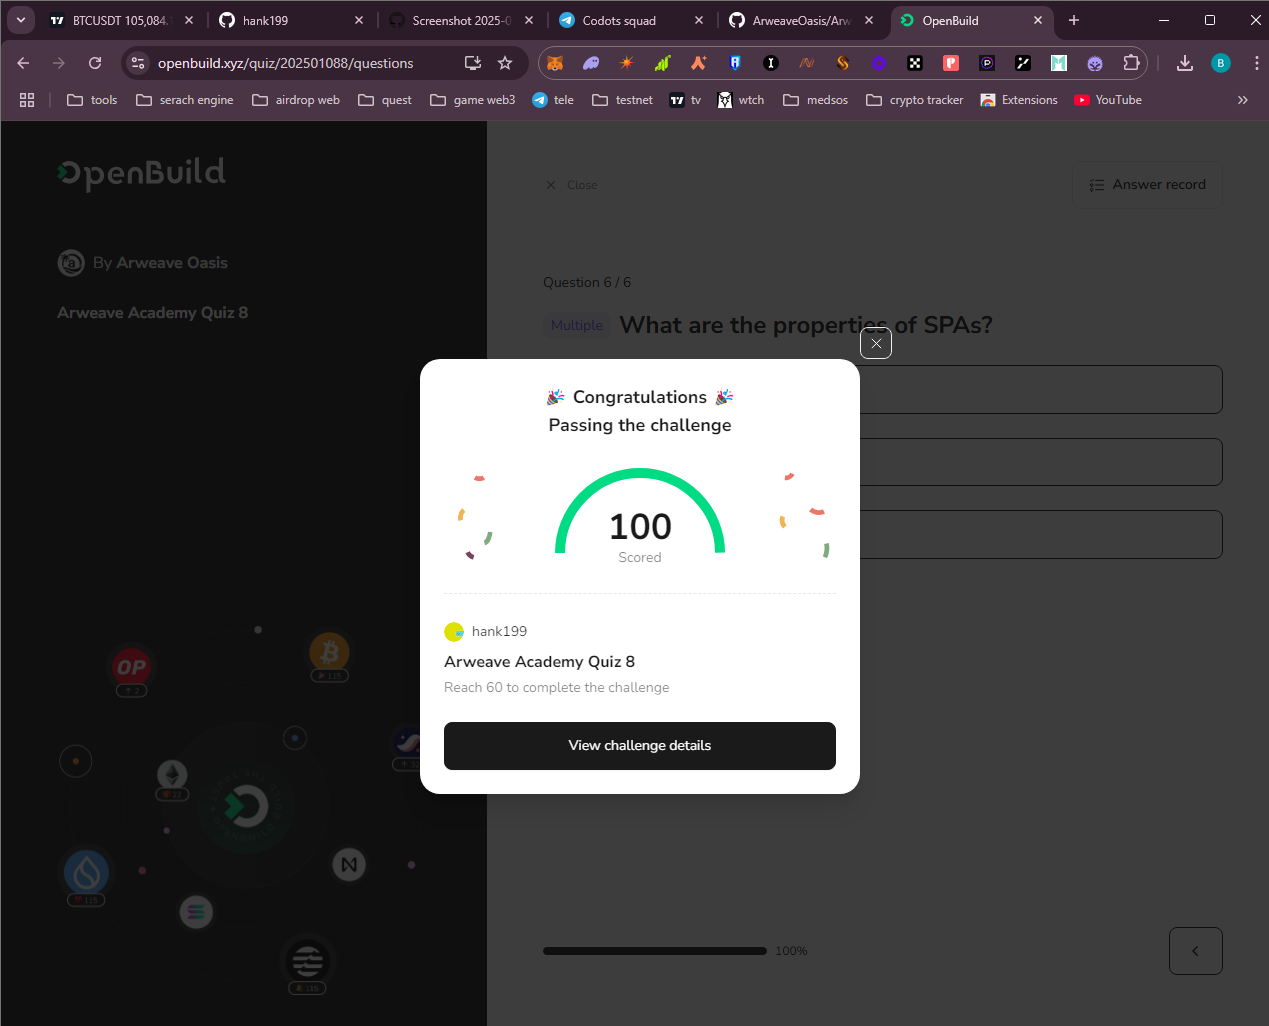 BTCUSDT 105,084.
hank199
Screenshot 2025-0
Codots squad
ArweaveOasis/Arw
OpenBuild
openbuild.xyz/quiz/202501088/questions
B
tools
serach engine
airdrop web
quest
game web3
tele
testnet
tv
wtch
medsos
crypto tracker
Extensions
YouTube
OpenBuild
Close
Answer record
By Arweave Oasis
Arweave Academy Quiz 8
Question 6 / 6
Multiple What are the properties of SPAs?
Congratulations
Passing the challenge
100
Scored
hank199
Arweave Academy Quiz 8
Reach 60 to complete the challenge
View challenge details
OP
100%